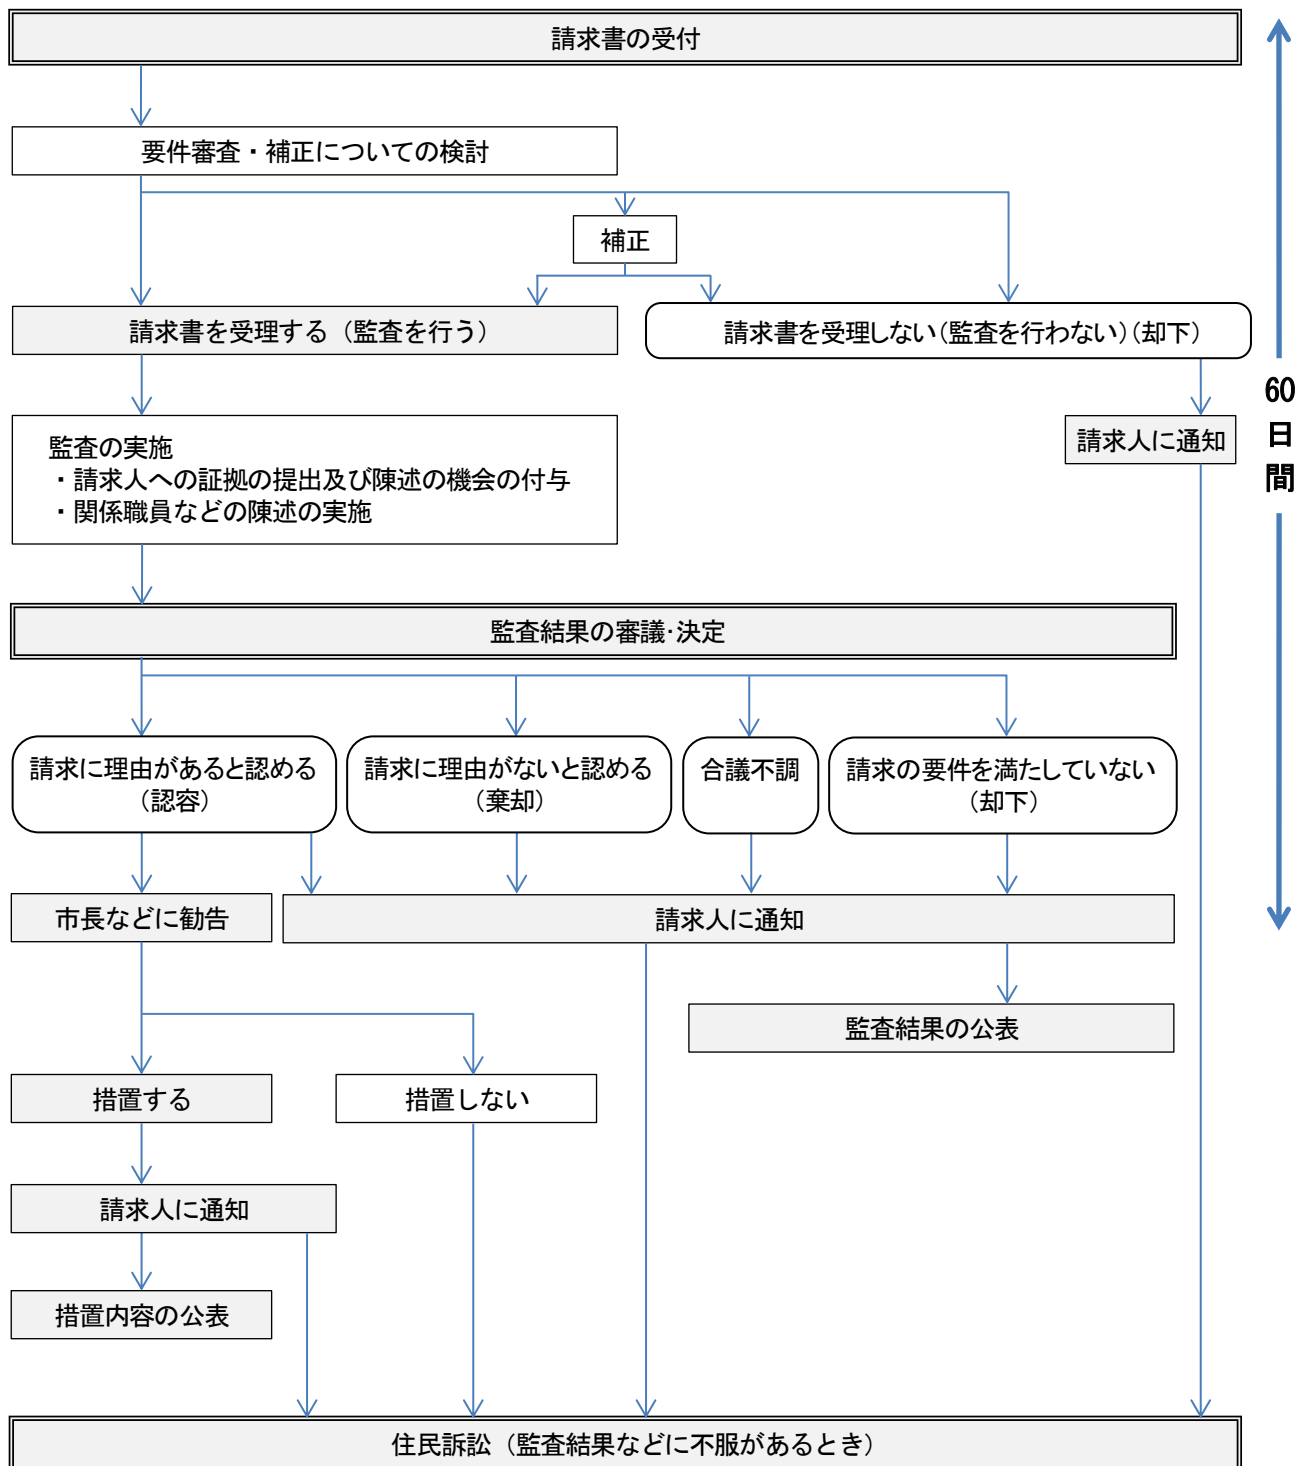 請求書の受付
要件審査・補正についての検討
補正
請求書を受理する（監査を行う）
請求書を受理しない（監査を行わない）（却下）
60
日
間
請求人に通知
監査の実施
・請求人への証拠の提出及び陳述の機会の付与
・関係職員などの陳述の実施
監査結果の審議･決定
請求に理由があると認める
（認容）
請求に理由がないと認める
（棄却）
合議不調
請求の要件を満たしていない
（却下）
市長などに勧告
請求人に通知
監査結果の公表
措置する
措置しない
請求人に通知
措置内容の公表
住民訴訟（監査結果などに不服があるとき）